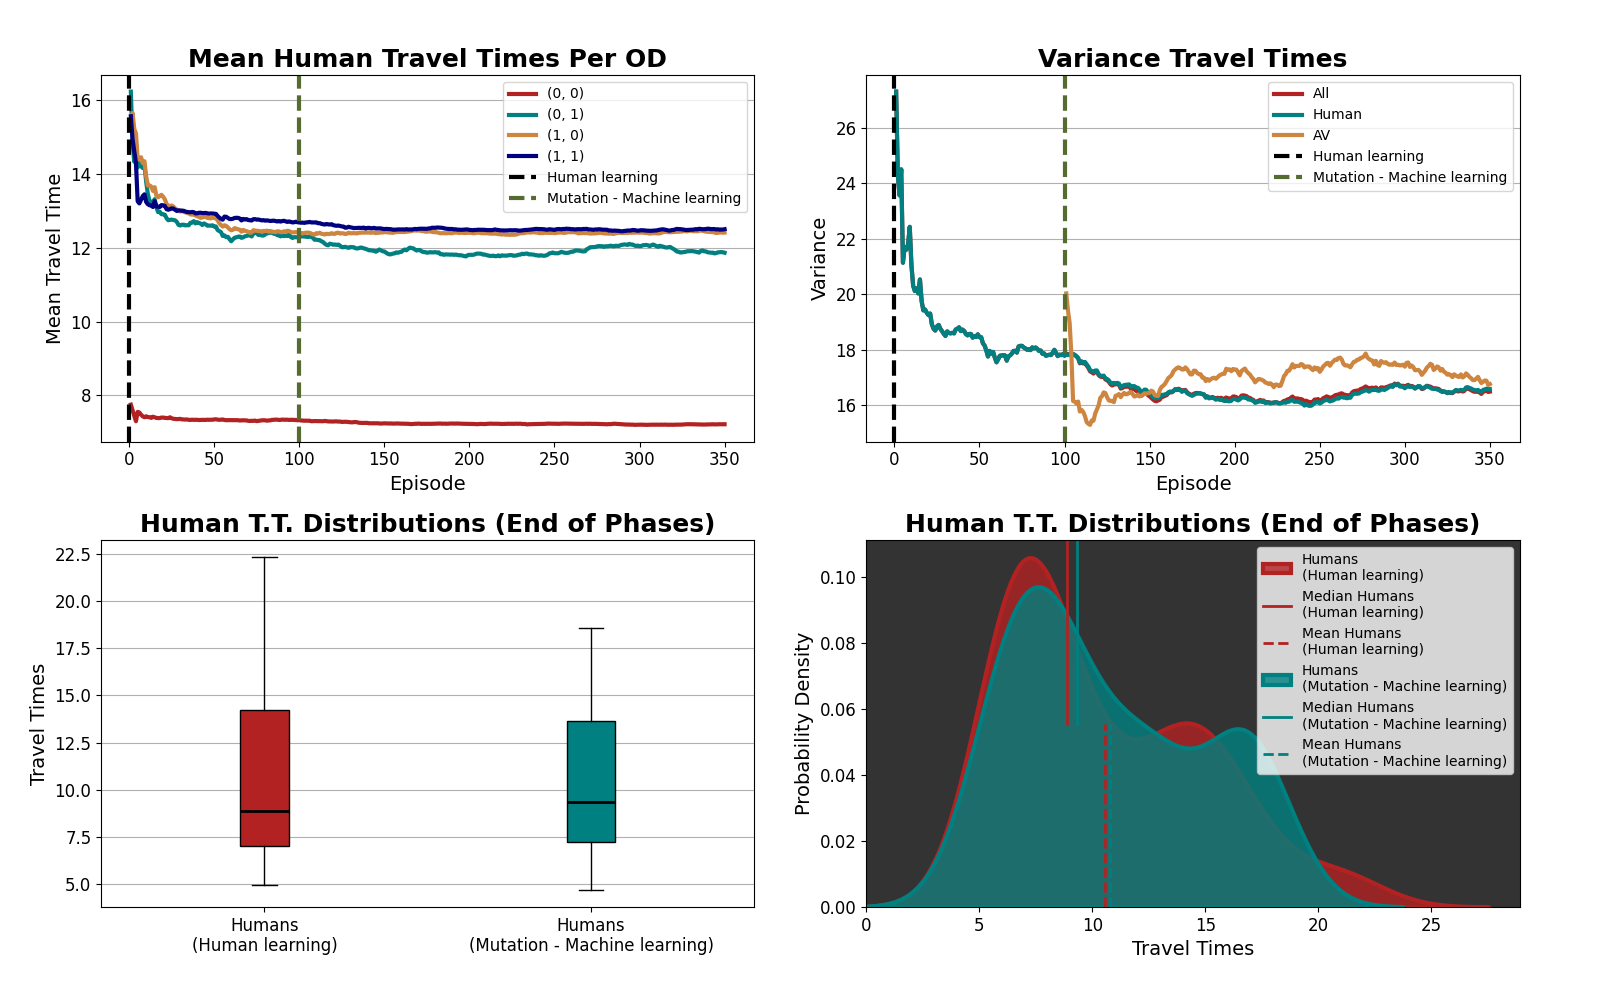 Mean Human Travel Times Per OD
Mean Travel Time
16
14
12
10
8
(0, 0)
(0, 1)
(1, 0)
(1, 1)
Human learning
Mutation - Machine learning
0 50 100 150 200 250 300 350
Episode
Variance Travel Times
Variance
26
24
22
20
18
16
All
Human
AV
Human learning
Mutation - Machine learning
0 50 100 150 200 250 300 350
Episode
Human T.T. Distributions (End of Phases)
Travel Times
22.5
20.0
17.5
15.0
12.5
10.0
7.5
5.0
Humans
(Human learning)
Humans
(Mutation - Machine learning)
Human T.T. Distributions (End of Phases)
Probability Density
0.10
0.08
0.06
0.04
0.02
0.00
Humans
(Human learning)
Median Humans
(Human learning)
Mean Humans
(Human learning)
Humans
(Mutation - Machine learning)
Median Humans
(Mutation - Machine learning)
Mean Humans
(Mutation - Machine learning)
0 5 10 15 20 25
Travel Times